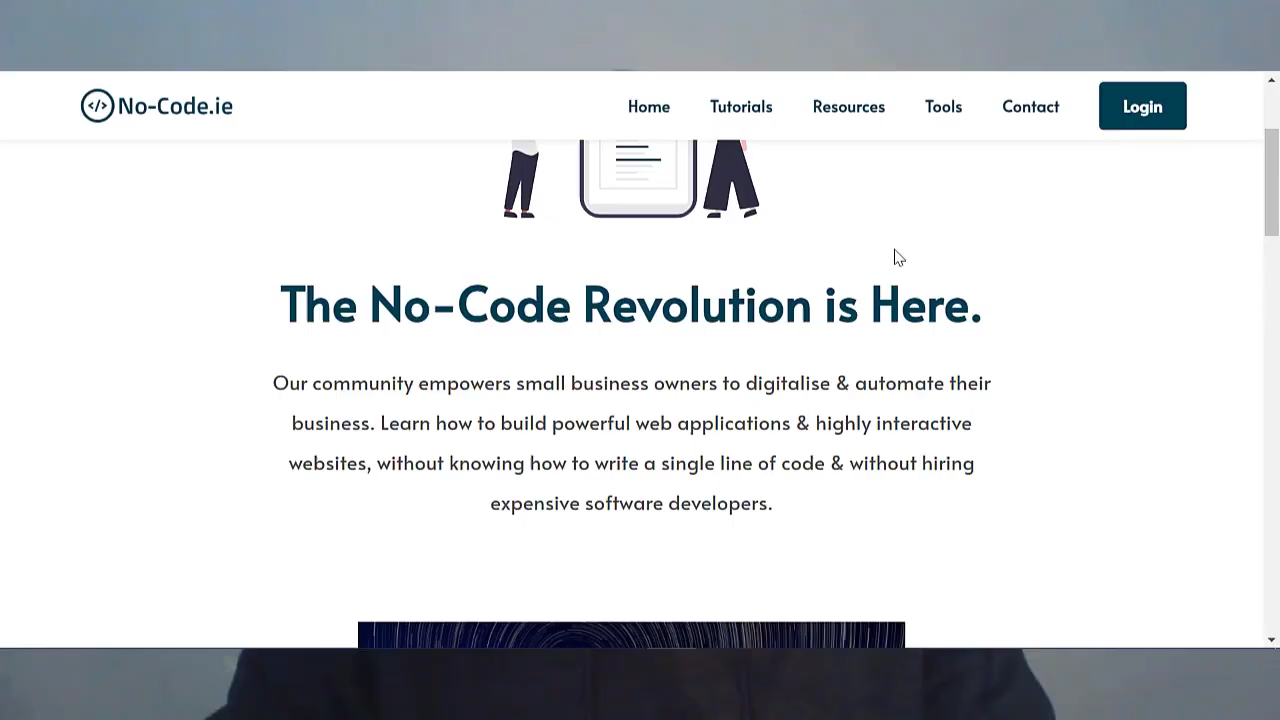 </> No-Code.ie
Home Tutorials Resources Tools Contact Login
The No-Code Revolution is Here.
Our community empowers small business owners to digitalise & automate their
business. Learn how to build powerful web applications & highly interactive
websites, without knowing how to write a single line of code & without hiring
expensive software developers.